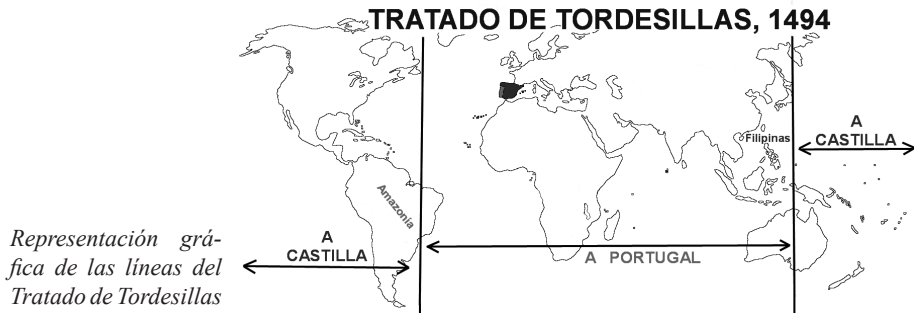 TRATADO DE TORDESILLAS, 1494
Filipinas
A
CASTILLA
Amazonia
A
CASTILLA
A PORTUGAL
Representación grá-
fica de las líneas del
Tratado de Tordesillas